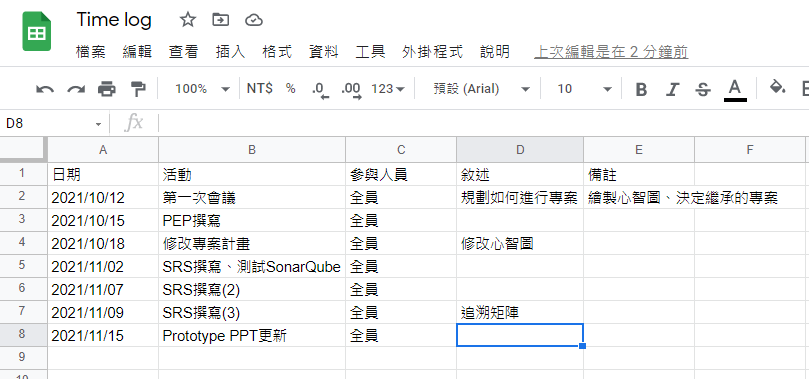 Time log
檔案 編輯 查看 插入 格式 資料 工具 外掛程式 說明 上次編輯是在 2 分鐘前
100% NT$ % .0 .00 123 預設 (Arial) 10 B I S A
D8 fx
A B C D E F
1 日期 活動 參與人員 敘述 備註
2 2021/10/12 第一次會議 全員 規劃如何進行專案 繪製心智圖、決定繼承的專案
3 2021/10/15 PEP撰寫 全員
4 2021/10/18 修改專案計畫 全員 修改心智圖
5 2021/11/02 SRS撰寫、測試SonarQube 全員
6 2021/11/07 SRS撰寫(2) 全員
7 2021/11/09 SRS撰寫(3) 全員 追溯矩陣
8 2021/11/15 Prototype PPT更新 全員
9
10